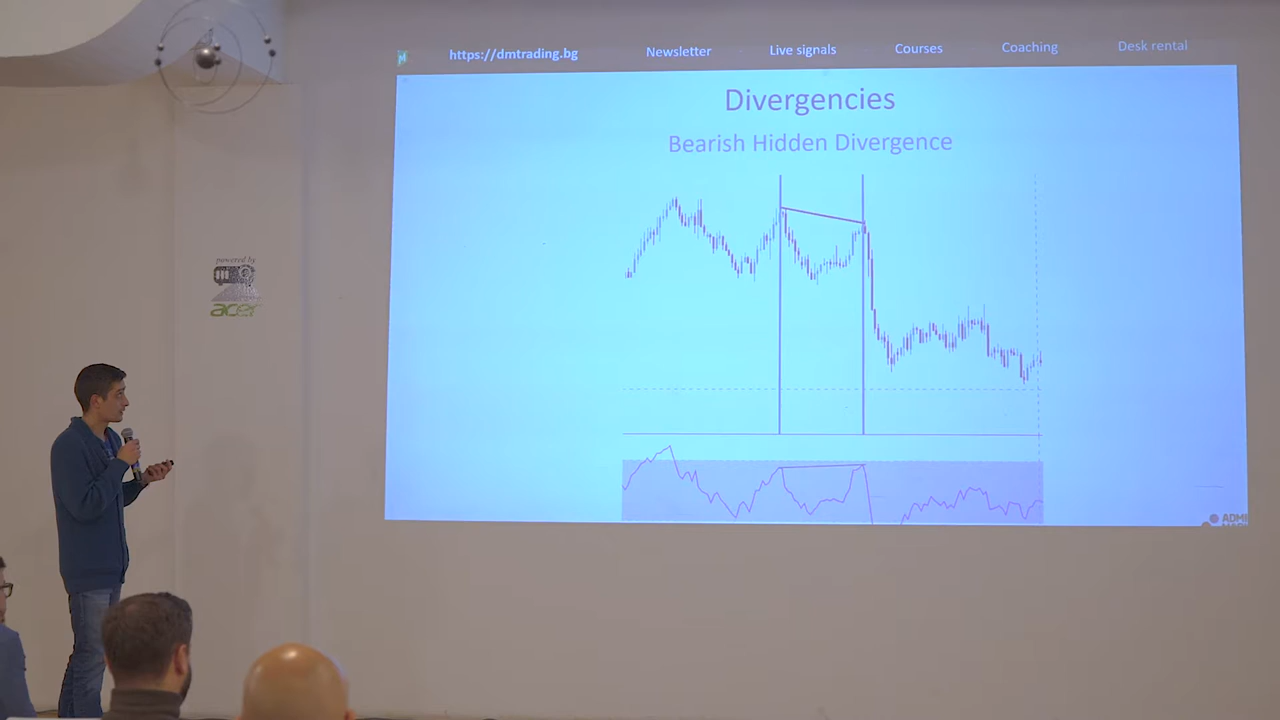 https://dmtrading.bg Newsletter Live signals Courses Coaching Desk rental
Divergencies
Bearish Hidden Divergence
powered by
acer